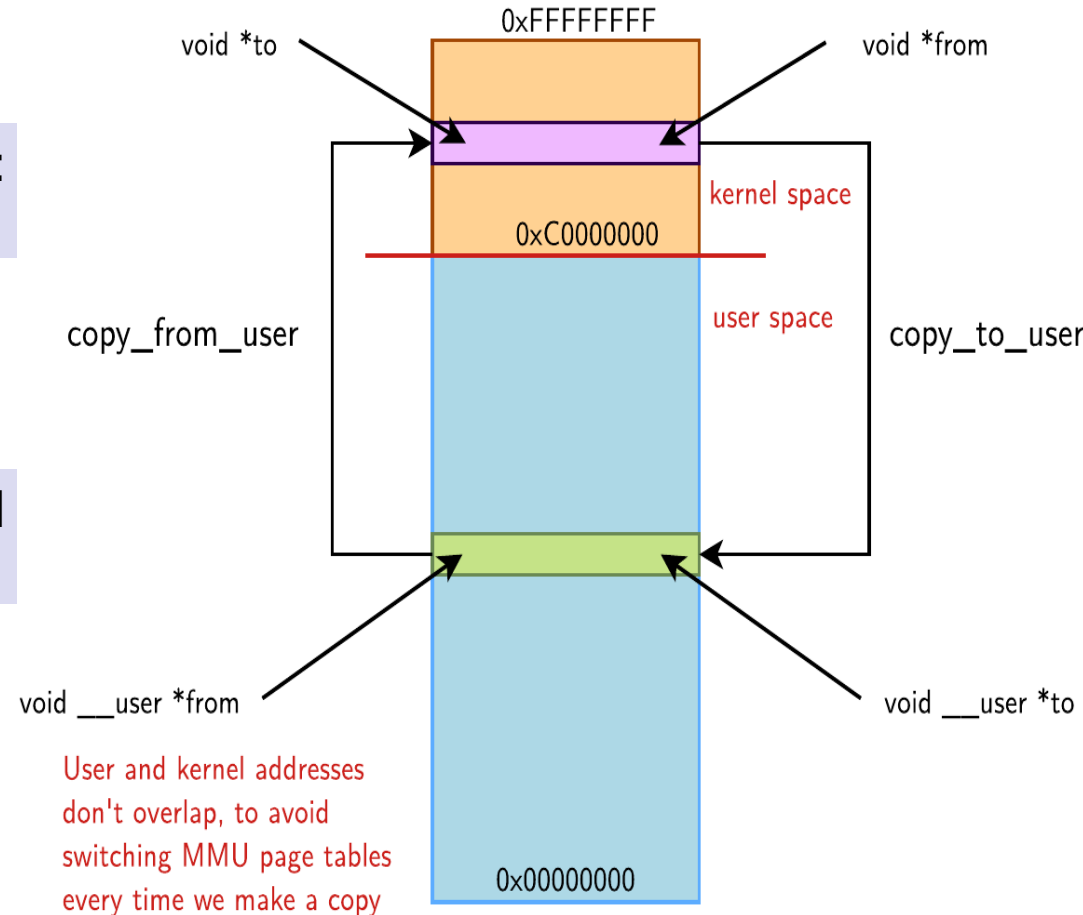 0xFFFFFFFF
void *to
void *from
kernel space
0xC0000000
user space
copy_from_user
copy_to_user
void __user *from
void __user *to
User and kernel addresses
don't overlap, to avoid
switching MMU page tables
every time we make a copy
0x00000000